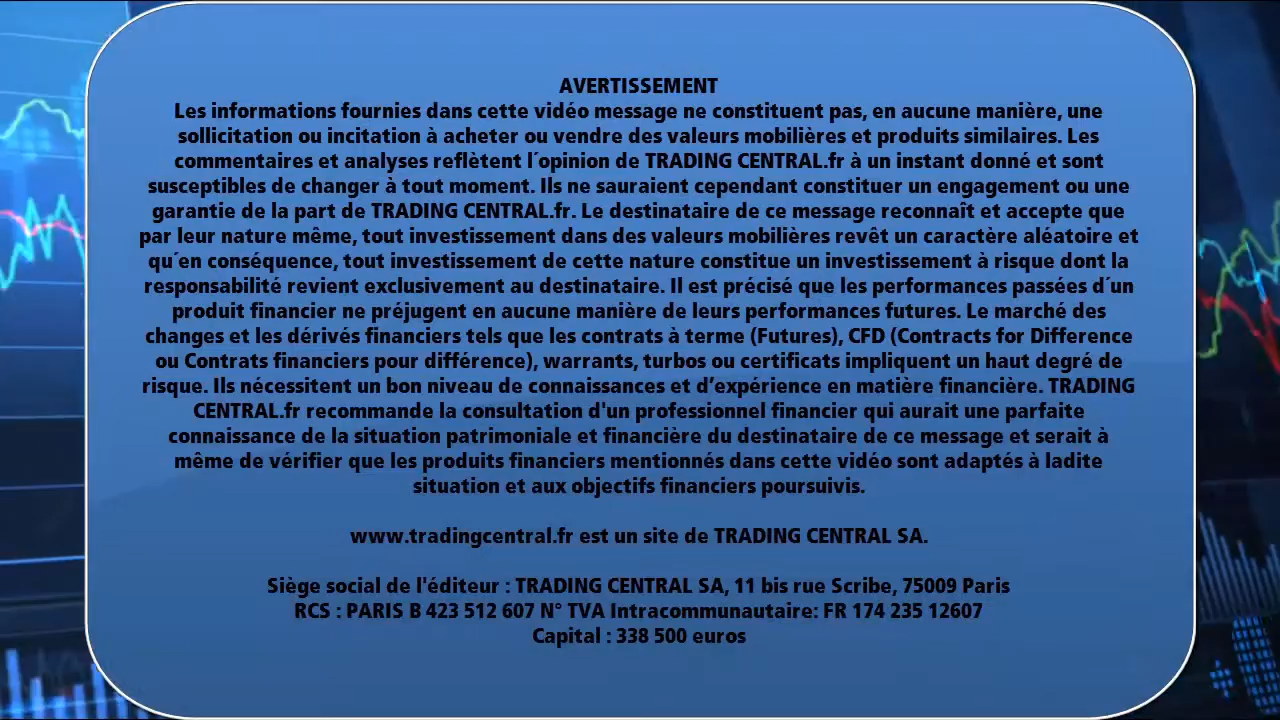 AVERTISSEMENT
Les informations fournies dans cette vidéo message ne constituent pas, en aucune manière, une
sollicitation ou incitation à acheter ou vendre des valeurs mobilières et produits similaires. Les
commentaires et analyses reflètent l´opinion de TRADING CENTRAL.fr à un instant donné et sont
susceptibles de changer à tout moment. Ils ne sauraient cependant constituer un engagement ou une
garantie de la part de TRADING CENTRAL.fr. Le destinataire de ce message reconnaît et accepte que
par leur nature même, tout investissement dans des valeurs mobilières revêt un caractère aléatoire et
qu´en conséquence, tout investissement de cette nature constitue un investissement à risque dont la
responsabilité revient exclusivement au destinataire. Il est précisé que les performances passées d´un
produit financier ne préjugent en aucune manière de leurs performances futures. Le marché des
changes et les dérivés financiers tels que les contrats à terme (Futures), CFD (Contracts for Difference
ou Contrats financiers pour différence), warrants, turbos ou certificats impliquent un haut degré de
risque. Ils nécessitent un bon niveau de connaissances et d’expérience en matière financière. TRADING
CENTRAL.fr recommande la consultation d'un professionnel financier qui aurait une parfaite
connaissance de la situation patrimoniale et financière du destinataire de ce message et serait à
même de vérifier que les produits financiers mentionnés dans cette vidéo sont adaptés à ladite
situation et aux objectifs financiers poursuivis.
www.tradingcentral.fr est un site de TRADING CENTRAL SA.
Siège social de l'éditeur : TRADING CENTRAL SA, 11 bis rue Scribe, 75009 Paris
RCS : PARIS B 423 512 607 N° TVA Intracommunautaire: FR 174 235 12607
Capital : 338 500 euros